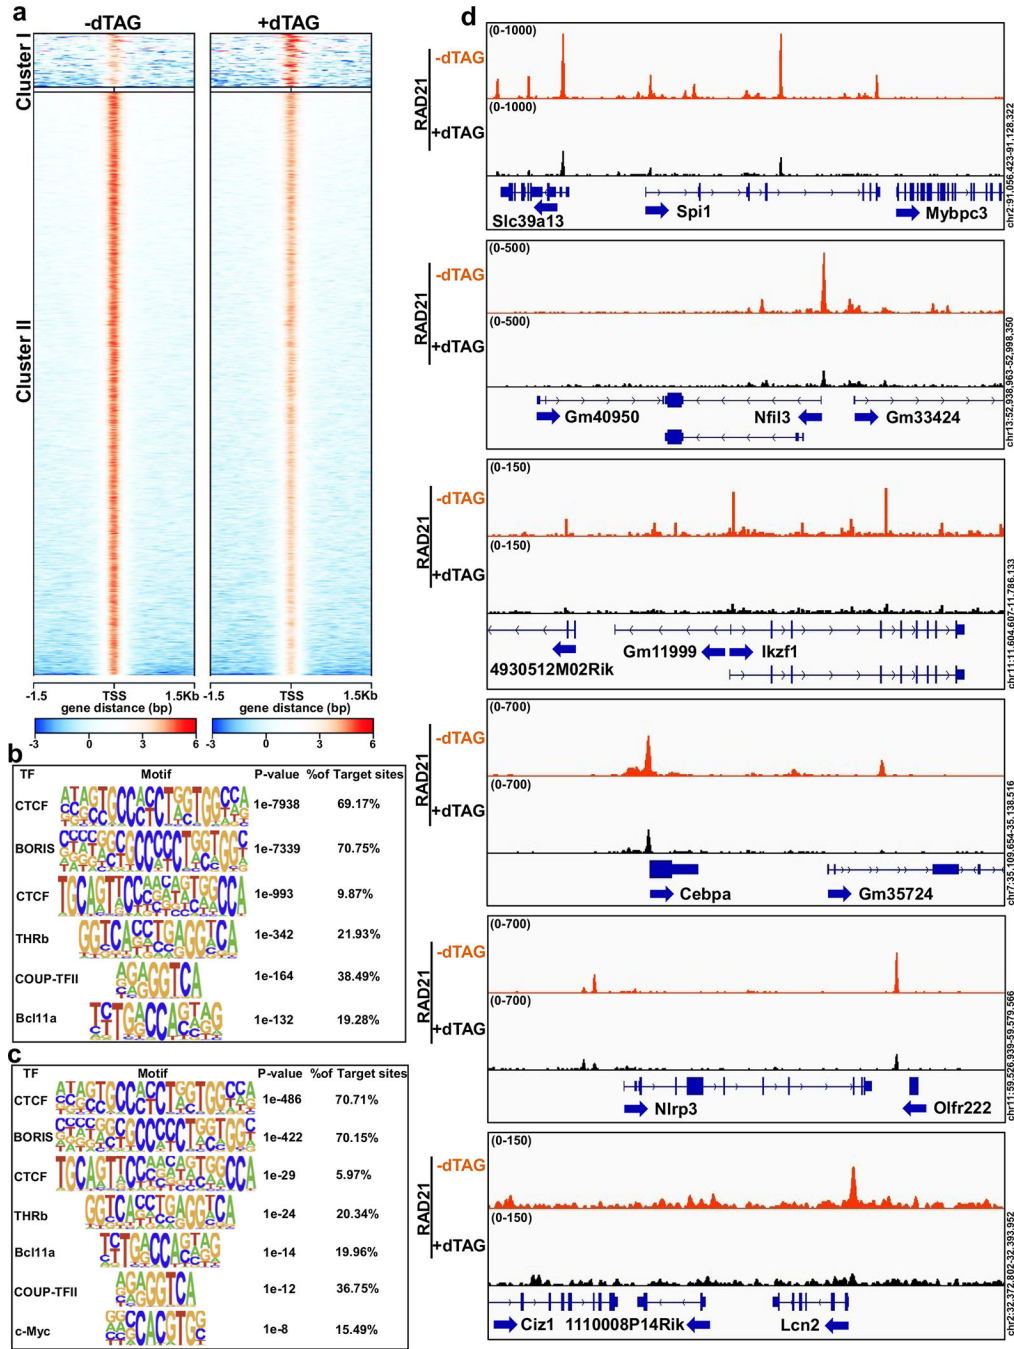 a
-dTAG
+dTAG
Cluster I
Cluster II
-1.5
TSS
1.5Kb
-1.5
TSS
1.5Kb
gene distance (bp)
gene distance (bp)
-3
0
3
6
-3
0
3
6
b
TF
Motif
P-value
%of Target sites
CTCF
1e-7938
69.17%
BORIS
1e-7339
70.75%
CTCF
1e-993
9.87%
THRb
1e-342
21.93%
COUP-TFII
1e-164
38.49%
Bcl11a
1e-132
19.28%
c
TF
Motif
P-value
%of Target sites
CTCF
1e-486
70.71%
BORIS
1e-422
70.15%
CTCF
1e-29
5.97%
THRb
1e-24
20.34%
Bcl11a
1e-14
19.96%
COUP-TFII
1e-12
36.75%
c-Myc
1e-8
15.49%
d
RAD21
-dTAG
+dTAG
(0-1000)
(0-1000)
Slc39a13
Spi1
Mybpc3
chr2:91,056,423-91,128,322
RAD21
-dTAG
+dTAG
(0-500)
(0-500)
Gm40950
Nfil3
Gm33424
chr13:52,938,963-52,998,350
RAD21
-dTAG
+dTAG
(0-150)
(0-150)
4930512M02Rik
Gm11999
Ikzf1
chr11:11,604,607-11,786,133
RAD21
-dTAG
+dTAG
(0-700)
(0-700)
Cebpa
Gm35724
chr7:35,109,654-35,138,516
RAD21
-dTAG
+dTAG
(0-700)
(0-700)
Nlrp3
Olfr222
chr11:59,526,939-59,579,566
RAD21
-dTAG
+dTAG
(0-150)
(0-150)
Ciz1
1110008P14Rik
Lcn2
chr2:32,372,802-32,393,952